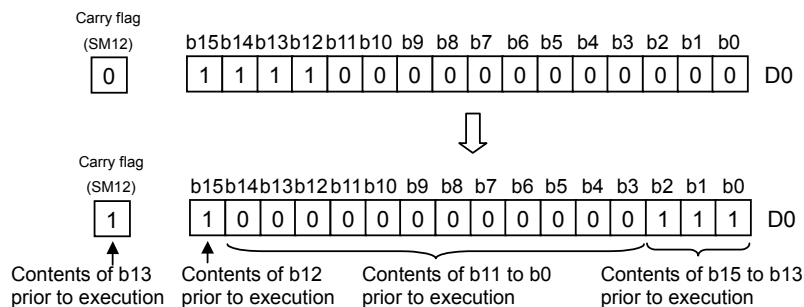 Carry flag
(SM12)
b15 b14 b13 b12 b11 b10 b9 b8 b7 b6 b5 b4 b3 b2 b1 b0
0 1 1 1 1 0 0 0 0 0 0 0 0 0 0 0 0 D0
Carry flag
(SM12)
b15 b14 b13 b12 b11 b10 b9 b8 b7 b6 b5 b4 b3 b2 b1 b0
1 1 0 0 0 0 0 0 0 0 0 0 0 0 1 1 1 D0
Contents of b13
prior to execution
Contents of b12
prior to execution
Contents of b11 to b0
prior to execution
Contents of b15 to b13
prior to execution